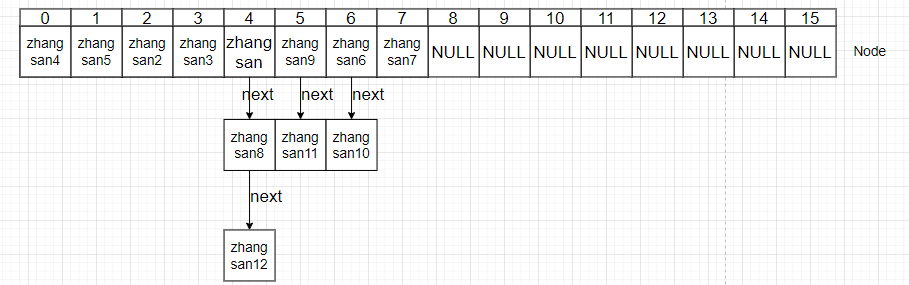 0 1 2 3 4 5 6 7 8 9 10 11 12 13 14 15
zhang zhang zhang zhang zhang zhang zhang zhang
san4 san5 san2 san3 san san9 san6 san7 NULL NULL NULL NULL NULL NULL NULL NULL Node
next next next
zhang zhang zhang
san8 san11 san10
next
zhang
san12